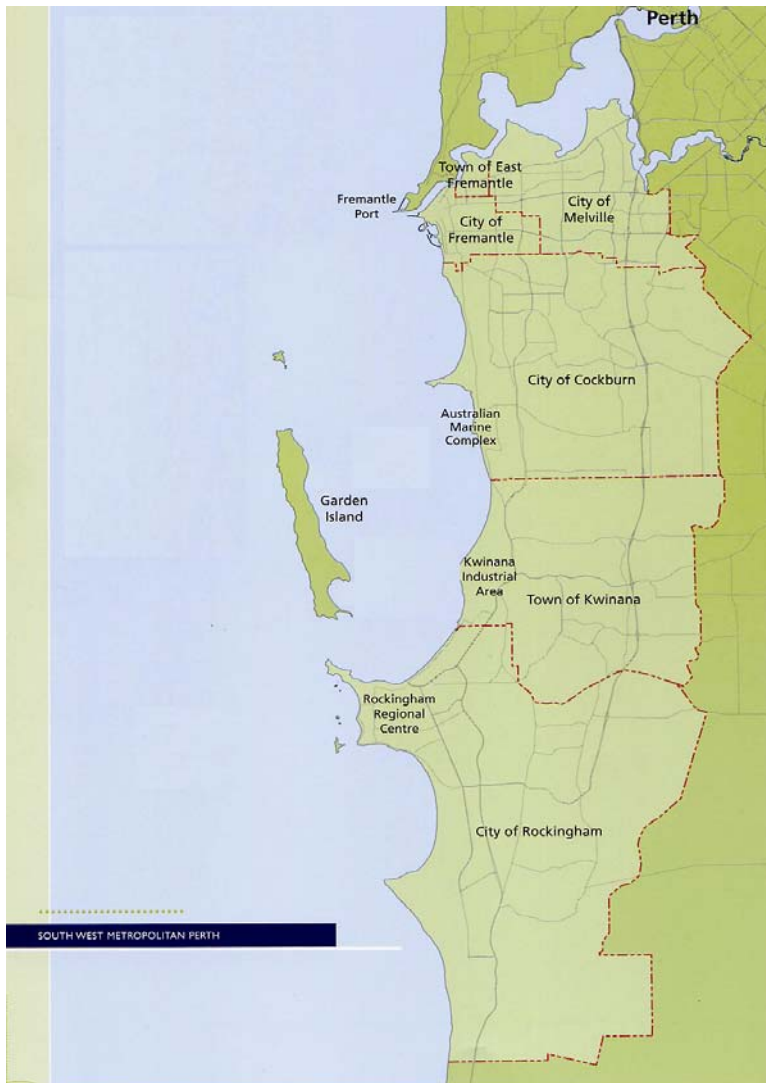 Perth
Town of East
Fremantle
Fremantle
Port
City of
Melville
City of
Fremantle
City of Cockburn
Australian
Marine
Complex
Garden
Island
Kwinana
Industrial
Area
Town of Kwinana
Rockingham
Regional
Centre
City of Rockingham
SOUTH WEST METROPOLITAN PERTH